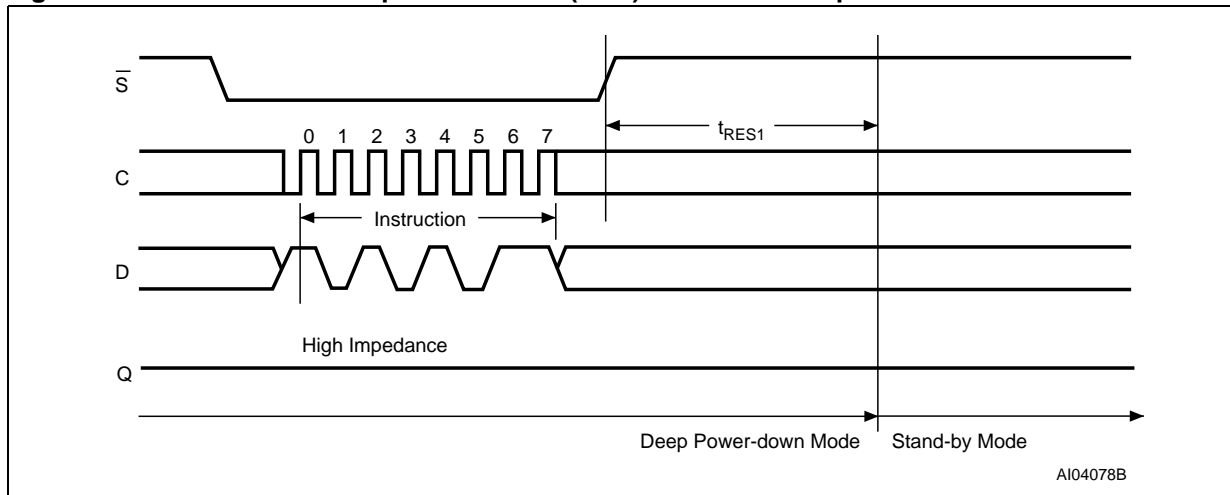 S
tRES1
0 1 2 3 4 5 6 7
C
Instruction
D
High Impedance
Q
Deep Power-down Mode Stand-by Mode
AI04078B